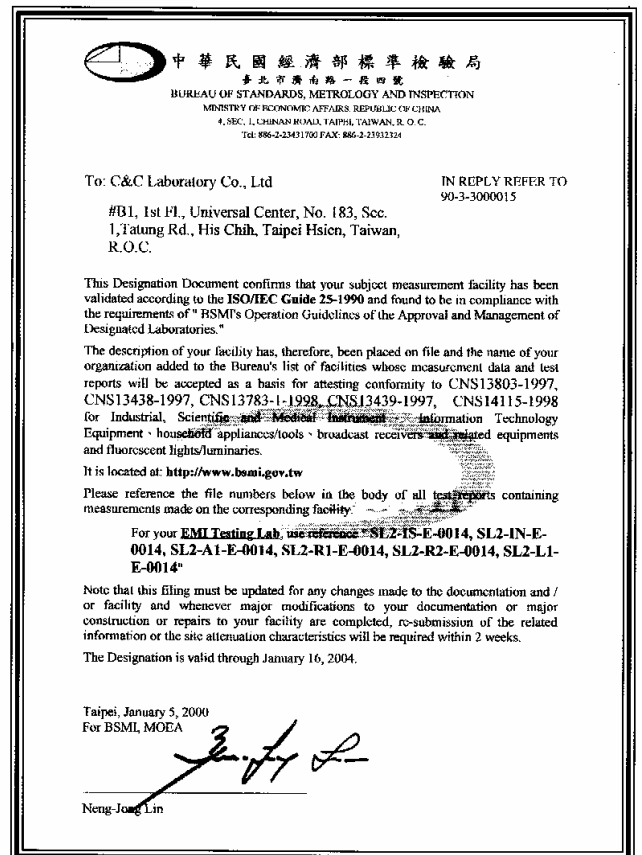 中華民國經濟部標準檢驗局
臺北市濟南路一段四號
BUREAU OF STANDARDS, METROLOGY AND INSPECTION
MINISTRY OF ECONOMIC AFFAIRS. REPUBLIC OF CHINA
4, SEC. 1, CHINAN ROAD, TAIPEI, TAIWAN, R. O. C.
Tel: 886-2-23431700 FAX: 886-2-23932324
To: C&C Laboratory Co., Ltd
IN REPLY REFER TO
90-3-3000015
#B1, 1st Fl., Universal Center, No. 183, Sec.
1,Tatung Rd., His Chih, Taipei Hsien, Taiwan,
R.O.C.
This Designation Document confirms that your subject measurement facility has been
validated according to the ISO/IEC Guide 25-1990 and found to be in compliance with
the requirements of " BSMI's Operation Guidelines of the Approval and Management of
Designated Laboratories."
The description of your facility has, therefore, been placed on file and the name of your
organization added to the Bureau's list of facilities whose measurement data and test
reports will be accepted as a basis for attesting conformity to CNS13803-1997,
CNS13438-1997, CNS13783-1-1998, CNS13439-1997, CNS14115-1998
for Industrial, Scientific and Medical Instrument、Information Technology
Equipment、household appliances/tools、broadcast receivers and related equipments
and fluorescent lights/luminaries.
It is located at: http://www.bsmi.gov.tw
Please reference the file numbers below in the body of all test reports containing
measurements made on the corresponding facility.
For your EMI Testing Lab, use reference "SL2-IS-E-0014, SL2-IN-E-
0014, SL2-A1-E-0014, SL2-R1-E-0014, SL2-R2-E-0014, SL2-L1-
E-0014"
Note that this filing must be updated for any changes made to the documentation and /
or facility and whenever major modifications to your documentation or major
construction or repairs to your facility are completed, re-submission of the related
information or the site attenuation characteristics will be required within 2 weeks.
The Designation is valid through January 16, 2004.
Taipei, January 5, 2000
For BSMI, MOEA
Neng-Jong Lin